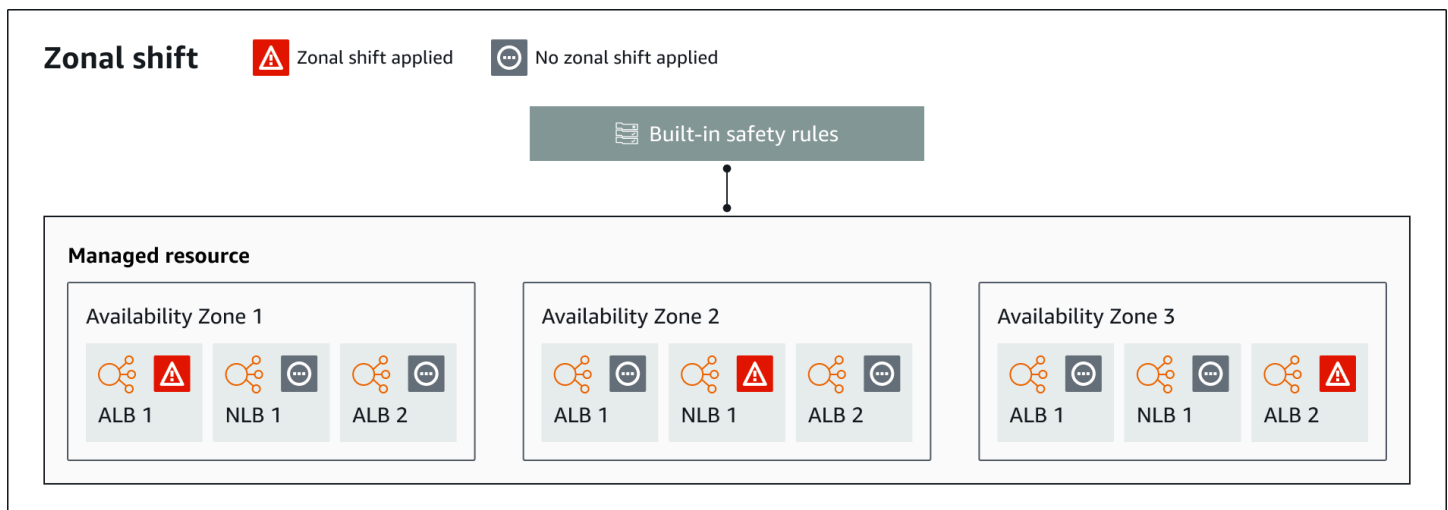 Zonal shift
Zonal shift applied
No zonal shift applied
Built-in safety rules
Managed resource
Availability Zone 1
ALB 1
NLB 1
ALB 2
Availability Zone 2
ALB 1
NLB 1
ALB 2
Availability Zone 3
ALB 1
NLB 1
ALB 2